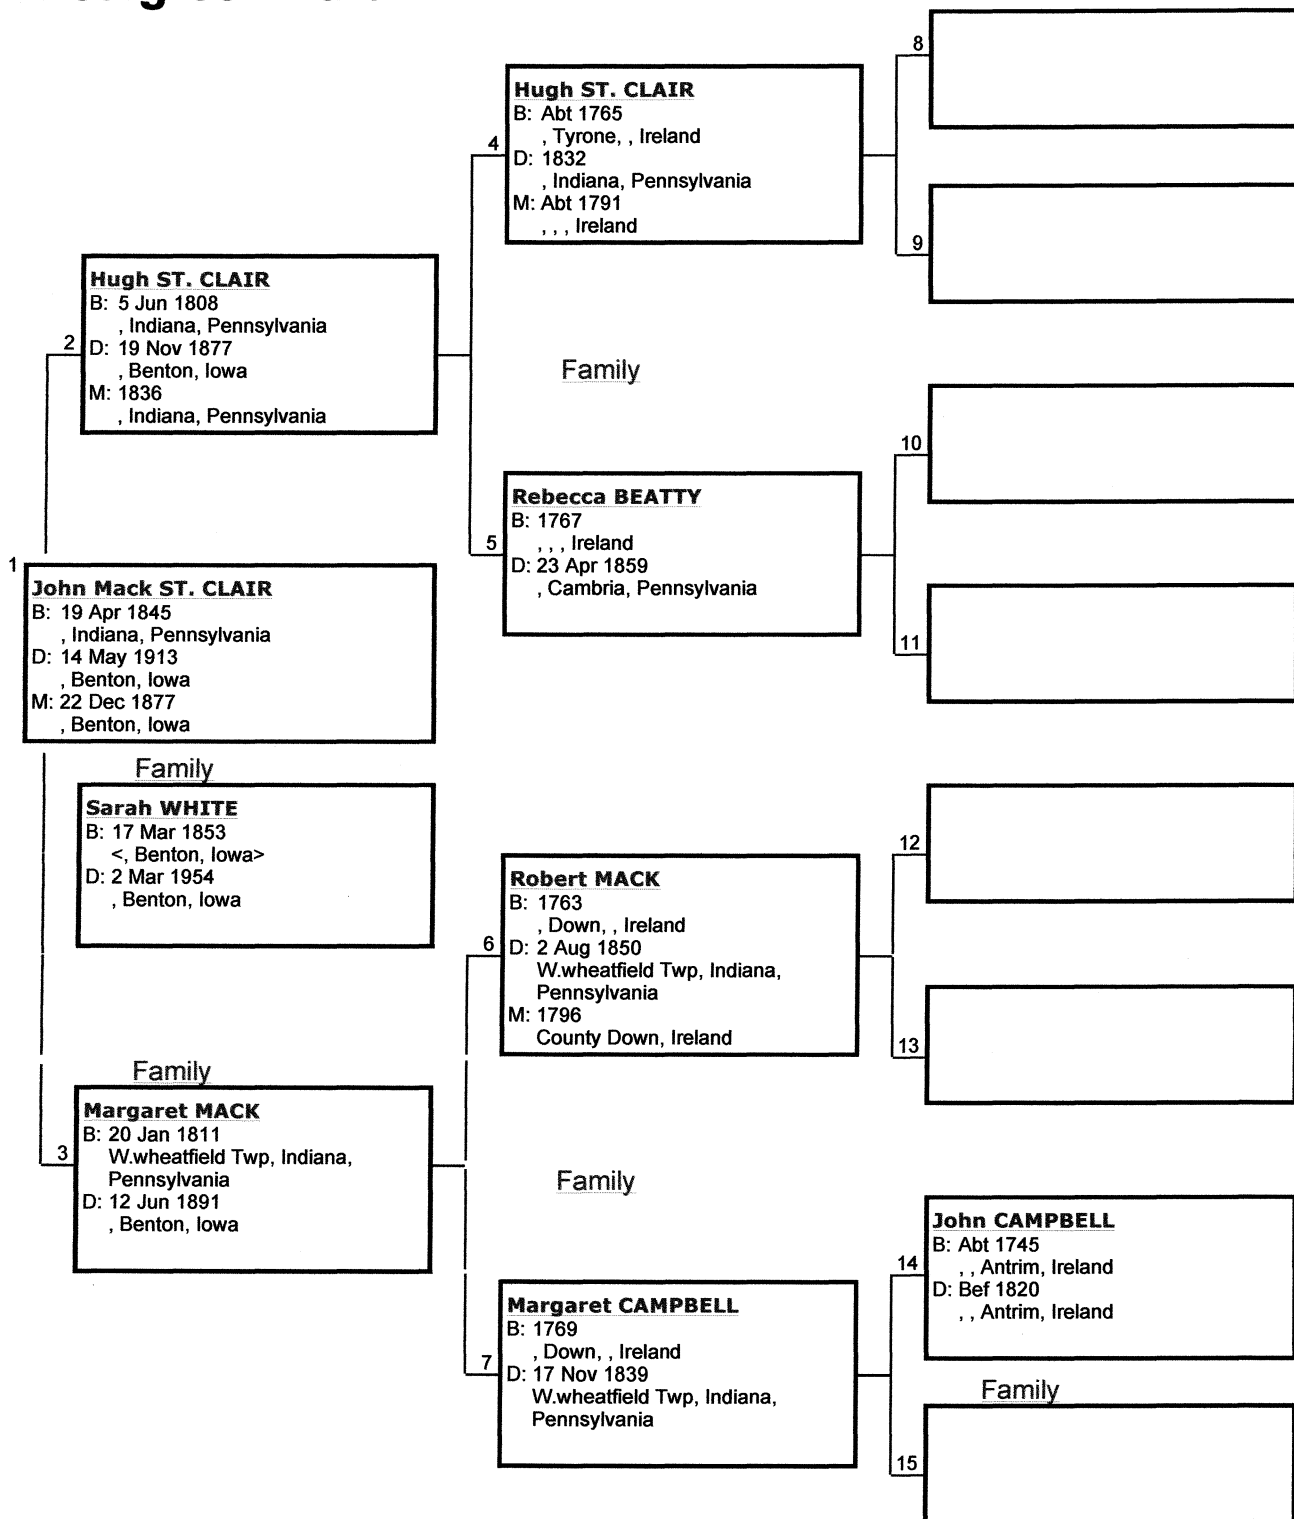 8
Hugh ST. CLAIR
B: Abt 1765
, Tyrone, , Ireland
4
D: 1832
, Indiana, Pennsylvania
M: Abt 1791
, , , Ireland
9
Hugh ST. CLAIR
B: 5 Jun 1808
, Indiana, Pennsylvania
2
D: 19 Nov 1877
, Benton, Iowa
M: 1836
, Indiana, Pennsylvania
Family
10
Rebecca BEATTY
B: 1767
, , , Ireland
5
D: 23 Apr 1859
, Cambria, Pennsylvania
11
1
John Mack ST. CLAIR
B: 19 Apr 1845
, Indiana, Pennsylvania
D: 14 May 1913
, Benton, Iowa
M: 22 Dec 1877
, Benton, Iowa
Family
Sarah WHITE
B: 17 Mar 1853
<, Benton, Iowa>
D: 2 Mar 1954
, Benton, Iowa
12
Robert MACK
B: 1763
, Down, , Ireland
6
D: 2 Aug 1850
W.wheatfield Twp, Indiana,
Pennsylvania
M: 1796
County Down, Ireland
13
Family
Margaret MACK
B: 20 Jan 1811
3
W.wheatfield Twp, Indiana,
Pennsylvania
D: 12 Jun 1891
, Benton, Iowa
Family
John CAMPBELL
B: Abt 1745
14
, , Antrim, Ireland
D: Bef 1820
, , Antrim, Ireland
Margaret CAMPBELL
B: 1769
, Down, , Ireland
7
D: 17 Nov 1839
W.wheatfield Twp, Indiana,
Pennsylvania
Family
15